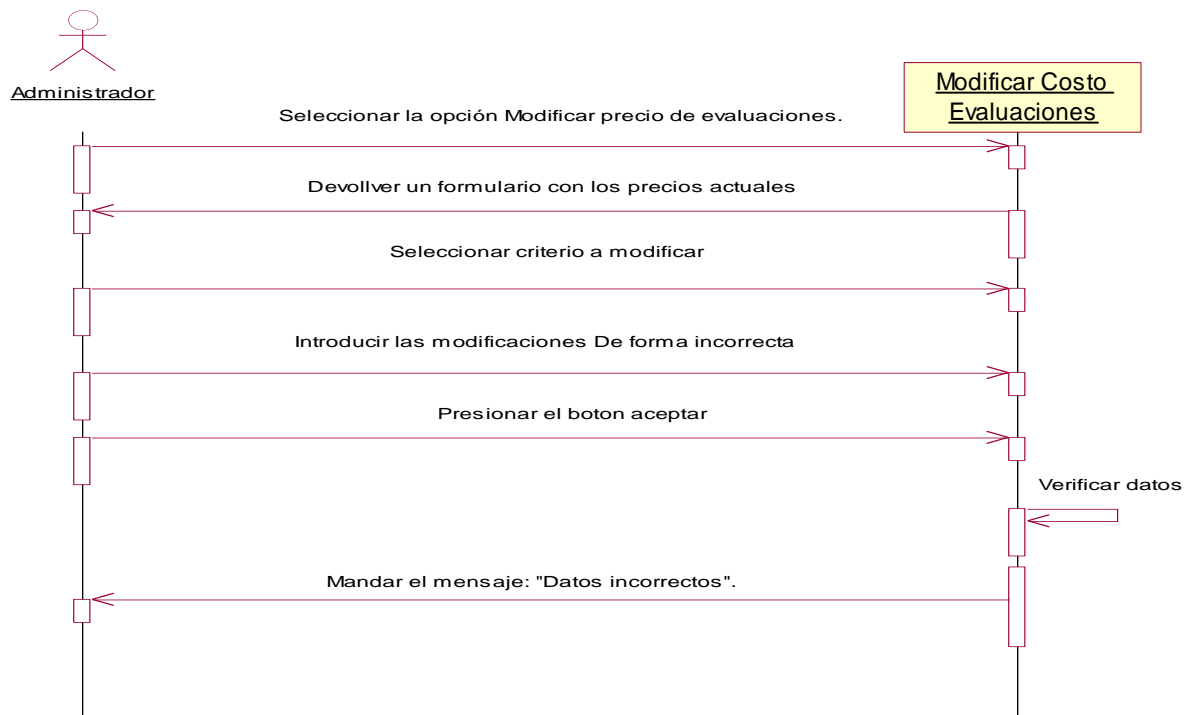 Administrador
Modificar Costo
Evaluaciones
Seleccionar la opción Modificar precio de evaluaciones.
Devollver un formulario con los precios actuales
Seleccionar criterio a modificar
Introducir las modificaciones De forma incorrecta
Presionar el boton aceptar
Verificar datos
Mandar el mensaje: "Datos incorrectos".